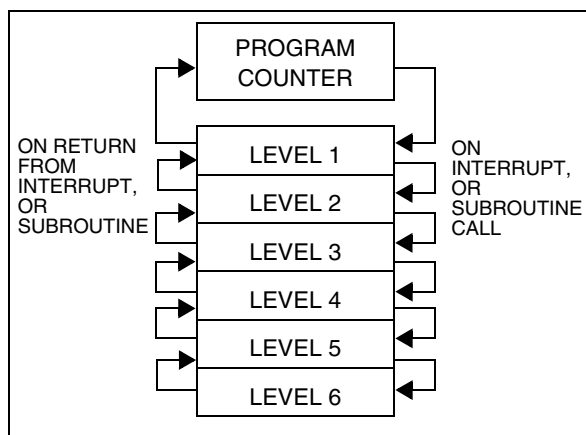 PROGRAM
COUNTER
ON RETURN
FROM
INTERRUPT,
OR
SUBROUTINE
LEVEL 1
LEVEL 2
LEVEL 3
LEVEL 4
LEVEL 5
LEVEL 6
ON
INTERRUPT,
OR
SUBROUTINE
CALL